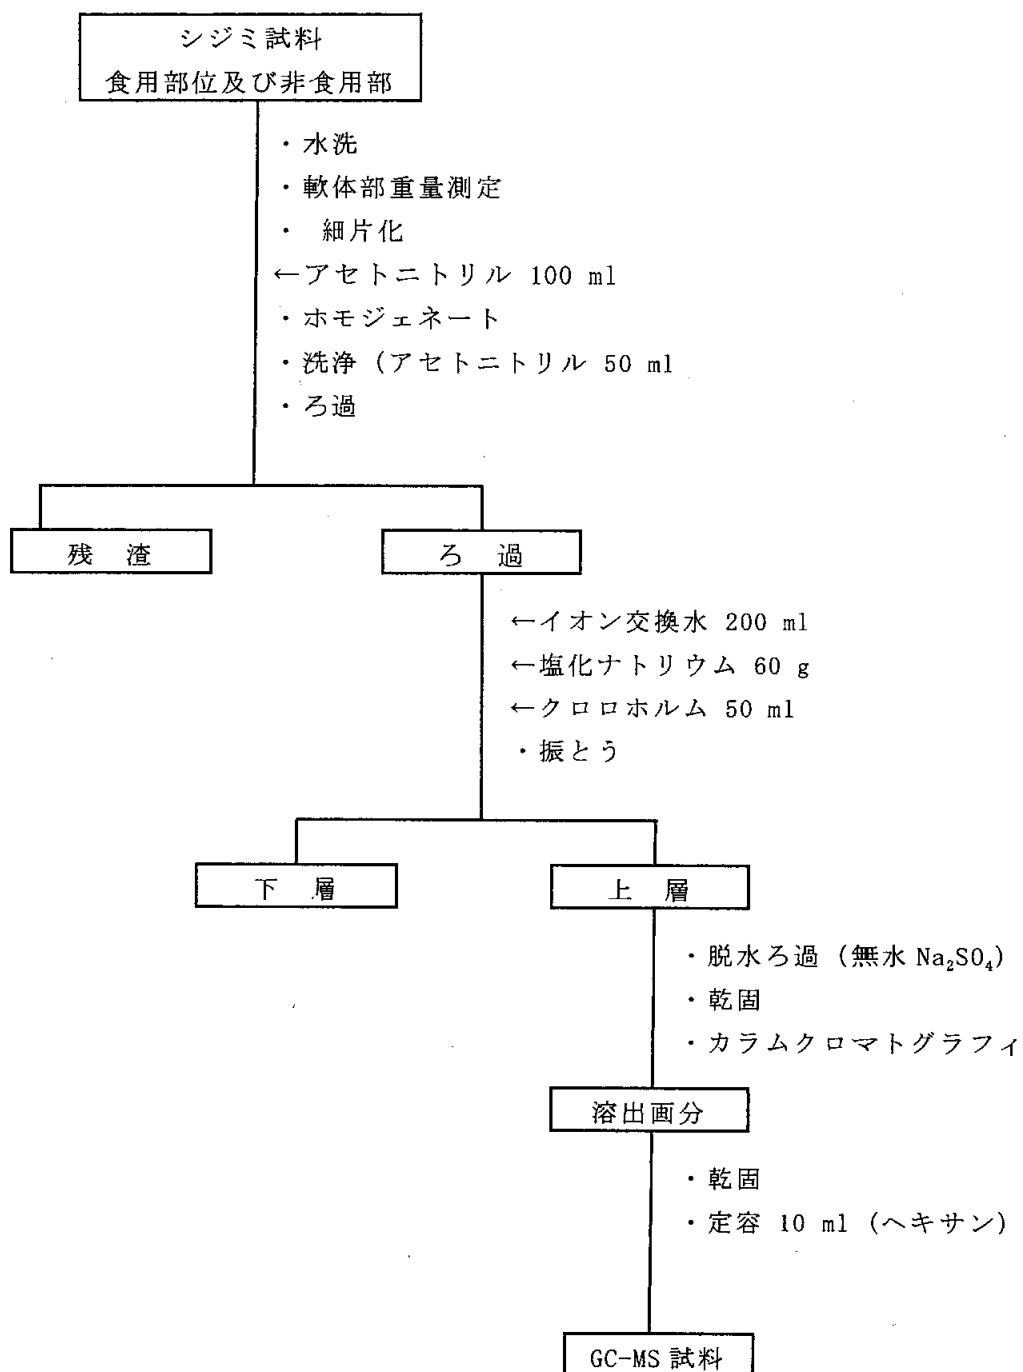 シジミ試料
食用部位及び非食用部
・水洗
・軟体部重量測定
・ 細片化
←アセトニトリル 100 ml
・ホモジェネート
・洗浄 (アセトニトリル 50 ml
・ろ過
残 渣
ろ 過
←イオン交換水 200 ml
←塩化ナトリウム 60 g
←クロロホルム 50 ml
・振とう
下 層
上 層
・脱水ろ過 (無水 Na₂SO₄)
・乾固
・カラムクロマトグラフィ
溶出画分
・乾固
・定容 10 ml (ヘキサン)
GC-MS 試料